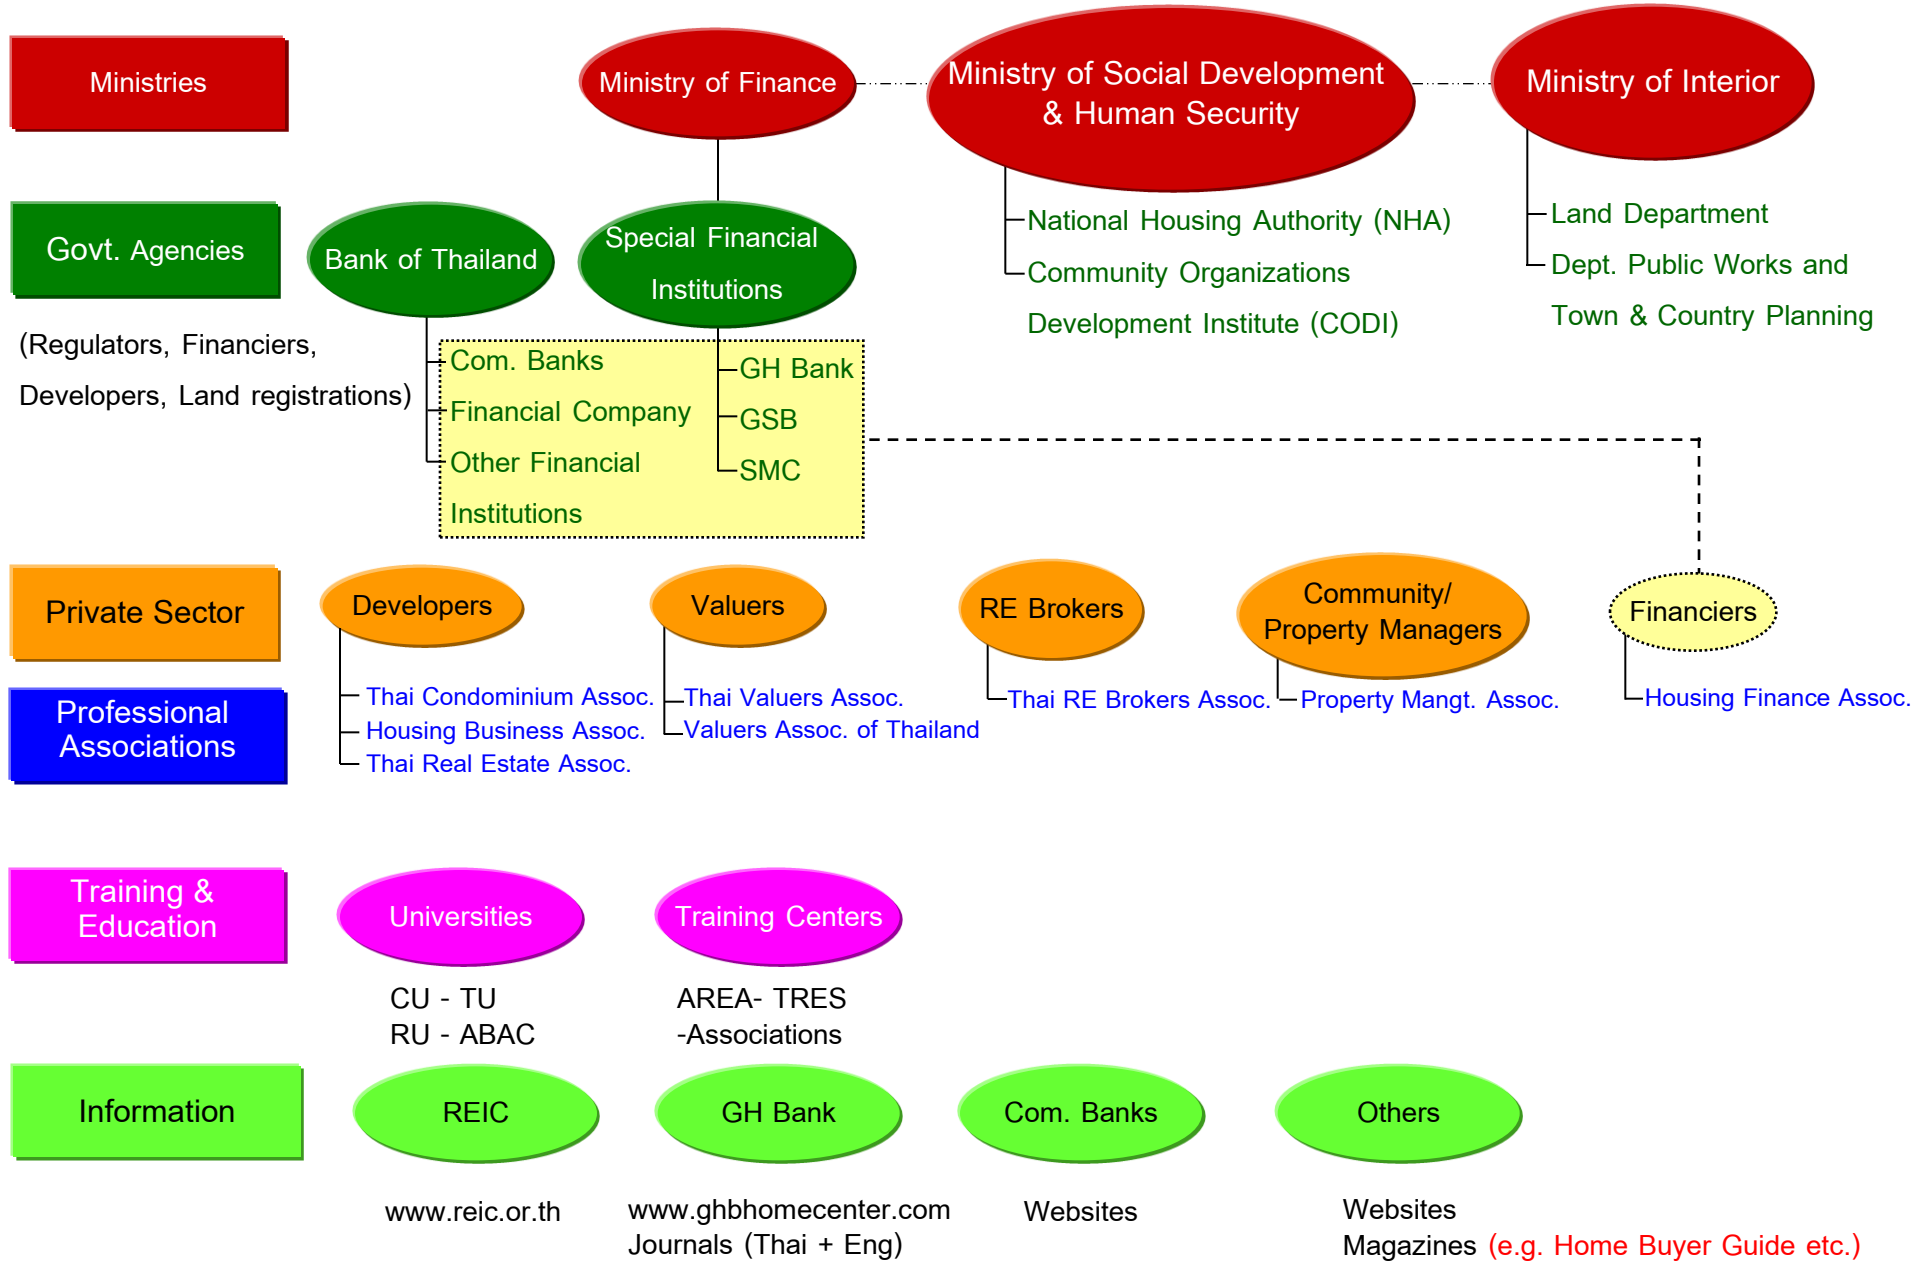 Ministries
Ministry of Finance
Ministry of Social Development
& Human Security
Ministry of Interior
Govt. Agencies
(Regulators, Financiers,
Developers, Land registrations)
Bank of Thailand
Com. Banks
Financial Company
Other Financial
Institutions
Special Financial
Institutions
GH Bank
GSB
SMC
National Housing Authority (NHA)
Community Organizations
Development Institute (CODI)
Land Department
Dept. Public Works and
Town & Country Planning
Private Sector
Developers
Valuers
RE Brokers
Community/
Property Managers
Financiers
Professional
Associations
Thai Condominium Assoc.
Housing Business Assoc.
Thai Real Estate Assoc.
Thai Valuers Assoc.
Valuers Assoc. of Thailand
Thai RE Brokers Assoc.
Property Mangt. Assoc.
Housing Finance Assoc.
Training &
Education
Universities
CU - TU
RU - ABAC
Training Centers
AREA- TRES
-Associations
Information
REIC
www.reic.or.th
GH Bank
www.ghbhomecenter.com
Journals (Thai + Eng)
Com. Banks
Websites
Others
Websites
Magazines (e.g. Home Buyer Guide etc.)